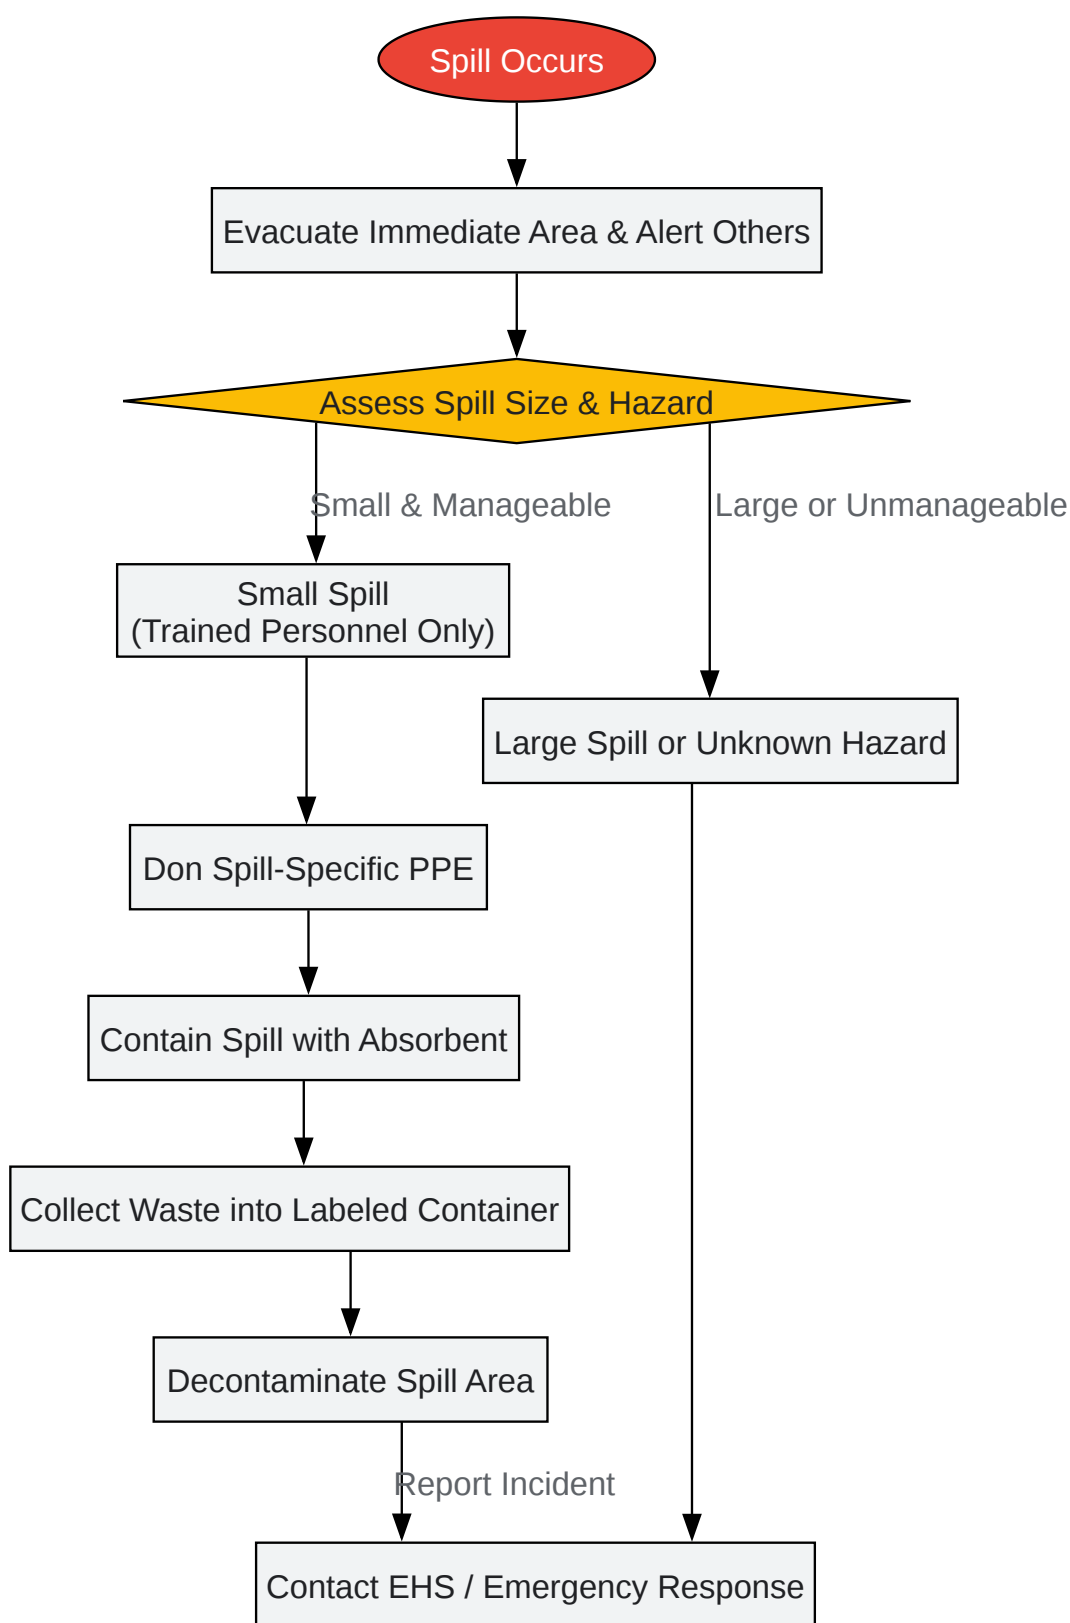 Spill Occurs
Evacuate Immediate Area & Alert Others
Assess Spill Size & Hazard
Small & Manageable
Large or Unmanageable
Small Spill
(Trained Personnel Only)
Large Spill or Unknown Hazard
Don Spill-Specific PPE
Contain Spill with Absorbent
Collect Waste into Labeled Container
Decontaminate Spill Area
Report Incident
Contact EHS / Emergency Response